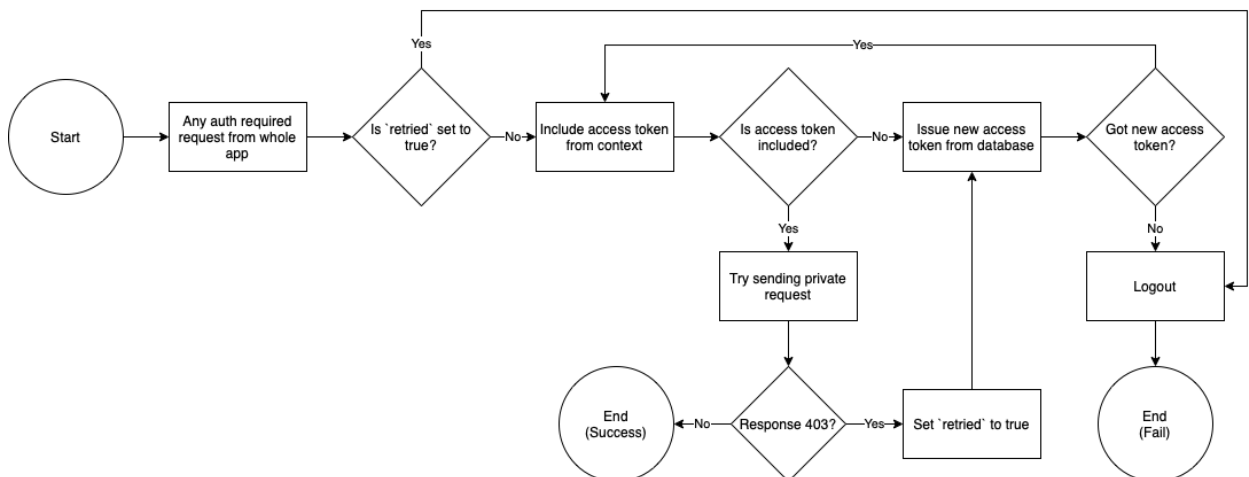 Yes
Yes
Start
Any auth required
request from whole
app
Is `retried` set to
true?
No
Include access token
from context
Is access token
included?
No
Issue new access
token from database
Got new access
token?
Yes
No
Try sending private
request
Logout
End
(Success)
No
Response 403?
Yes
Set `retried` to true
End
(Fail)